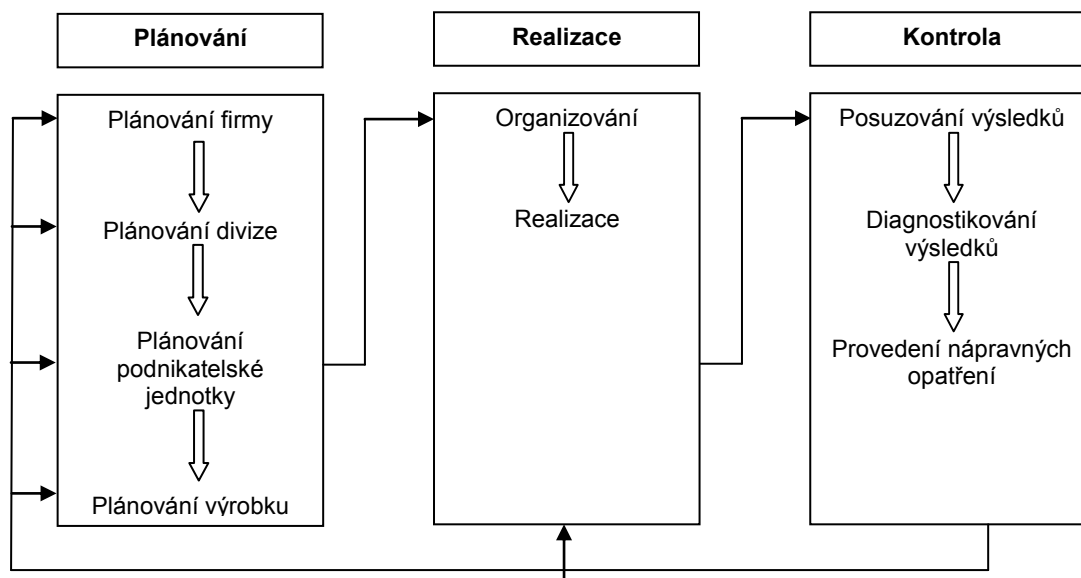 Plánování
Realizace
Kontrola
Plánování firmy
Plánování divize
Plánování
podnikatelské
jednotky
Plánování výrobku
Organizování
Realizace
Posuzování výsledků
Diagnostikování
výsledků
Provedení nápravných
opatření